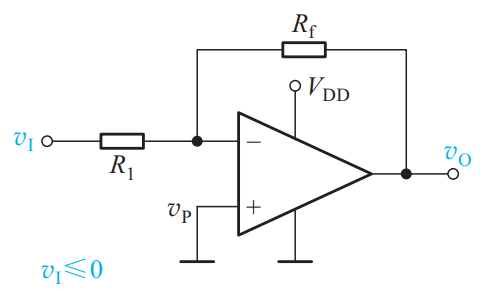 R_f
V_DD
v_I
R_1
−
v_O
v_P
+
v_I ⩽ 0